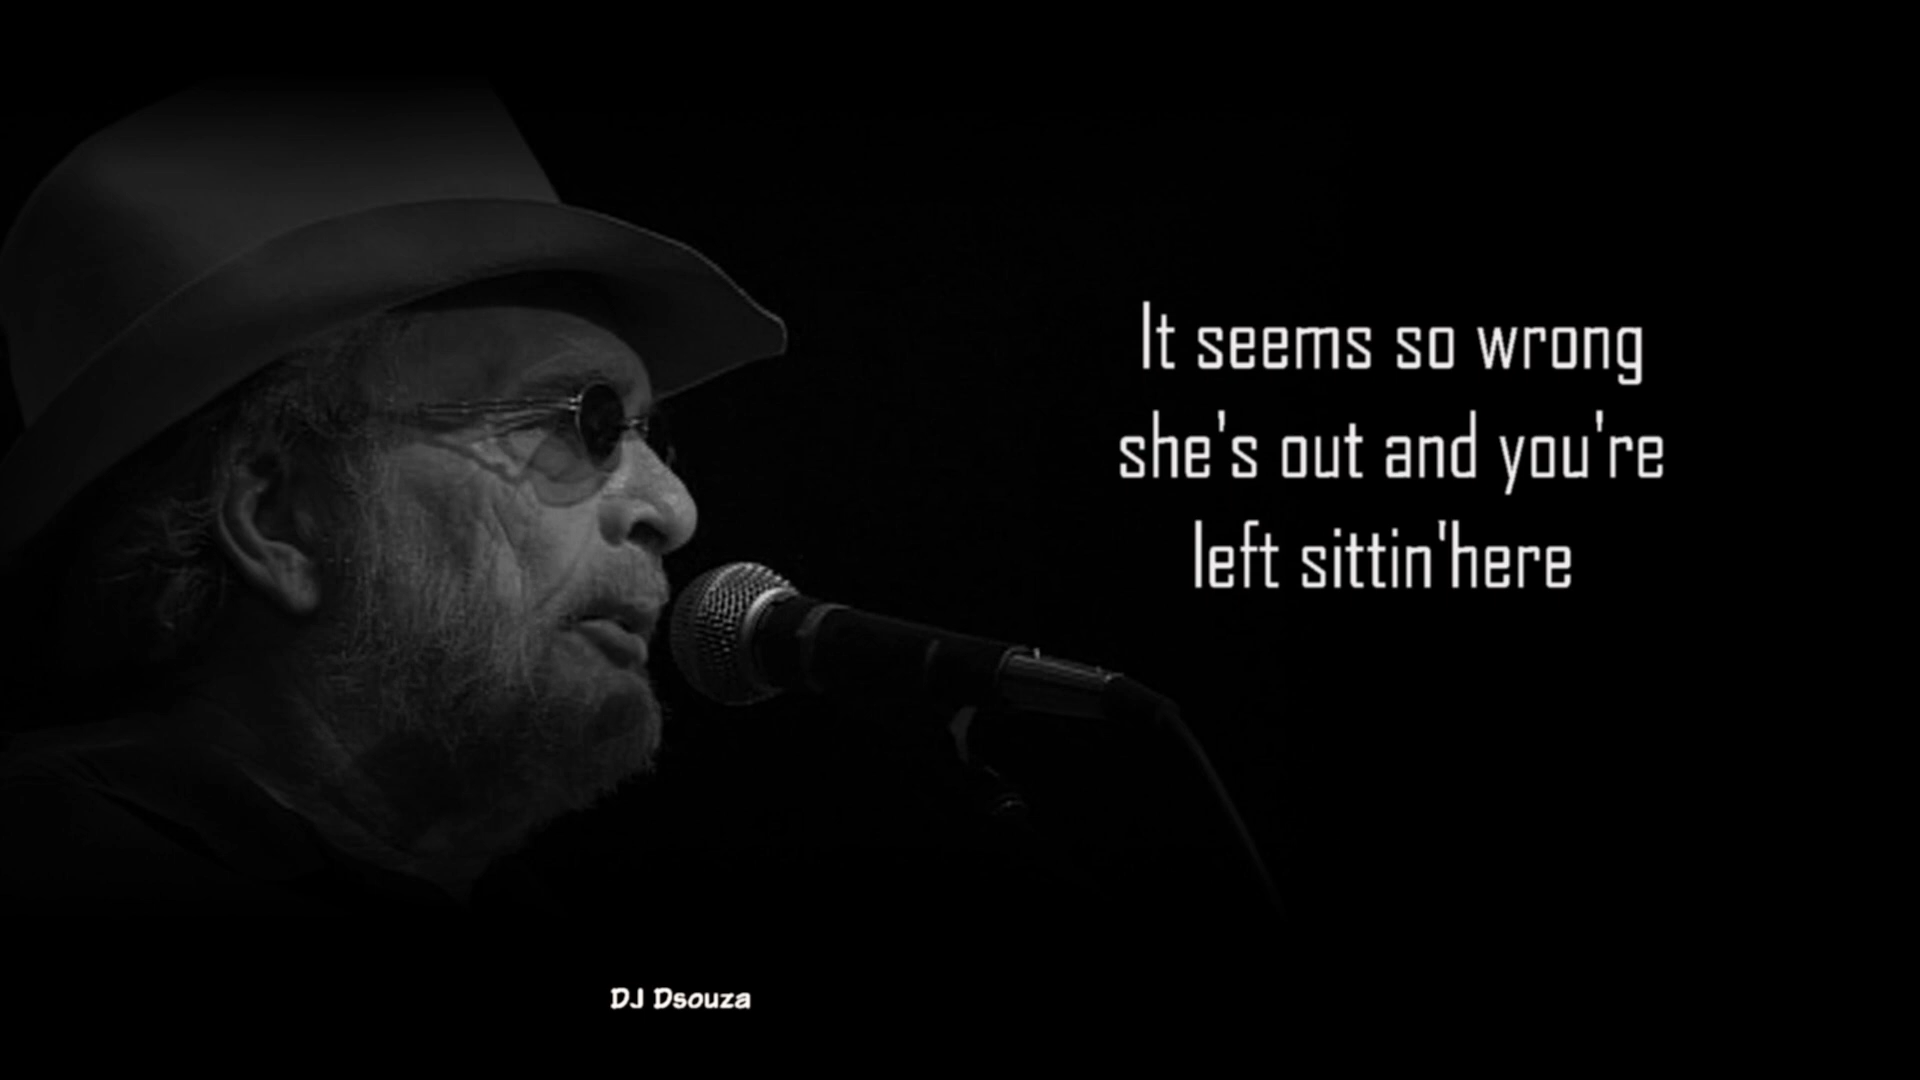 It seems so wrong
she's out and you're
left sittin'here
DJ Dsouza